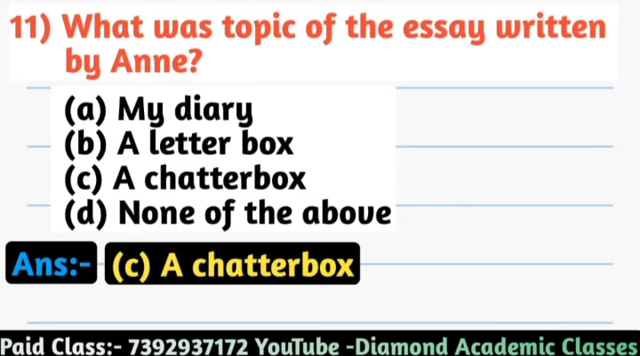 11) What was topic of the essay written
by Anne?
(a) My diary
(b) A letter box
(c) A chatterbox
(d) None of the above
Ans:- (c) A chatterbox
Paid Class:- 7392937172 YouTube -Diamond Academic Classes